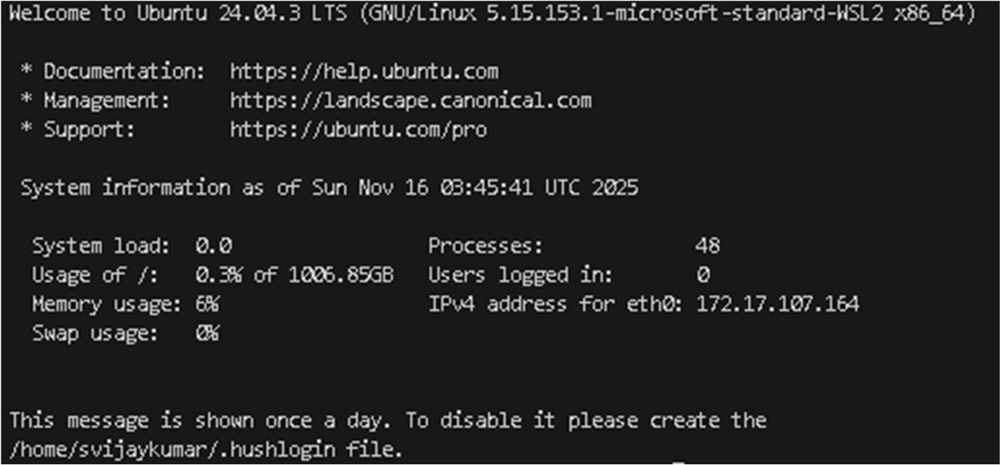 Welcome to Ubuntu 24.04.3 LTS (GNU/Linux 5.15.153.1-microsoft-standard-WSL2 x86_64)
* Documentation:  https://help.ubuntu.com
* Management:     https://landscape.canonical.com
* Support:        https://ubuntu.com/pro
System information as of Sun Nov 16 03:45:41 UTC 2025
System load:  0.0                 Processes:             48
Usage of /:   0.3% of 1006.85GB   Users logged in:       0
Memory usage: 6%                  IPv4 address for eth0: 172.17.107.164
Swap usage:   0%
This message is shown once a day. To disable it please create the
/home/svijaykumar/.hushlogin file.